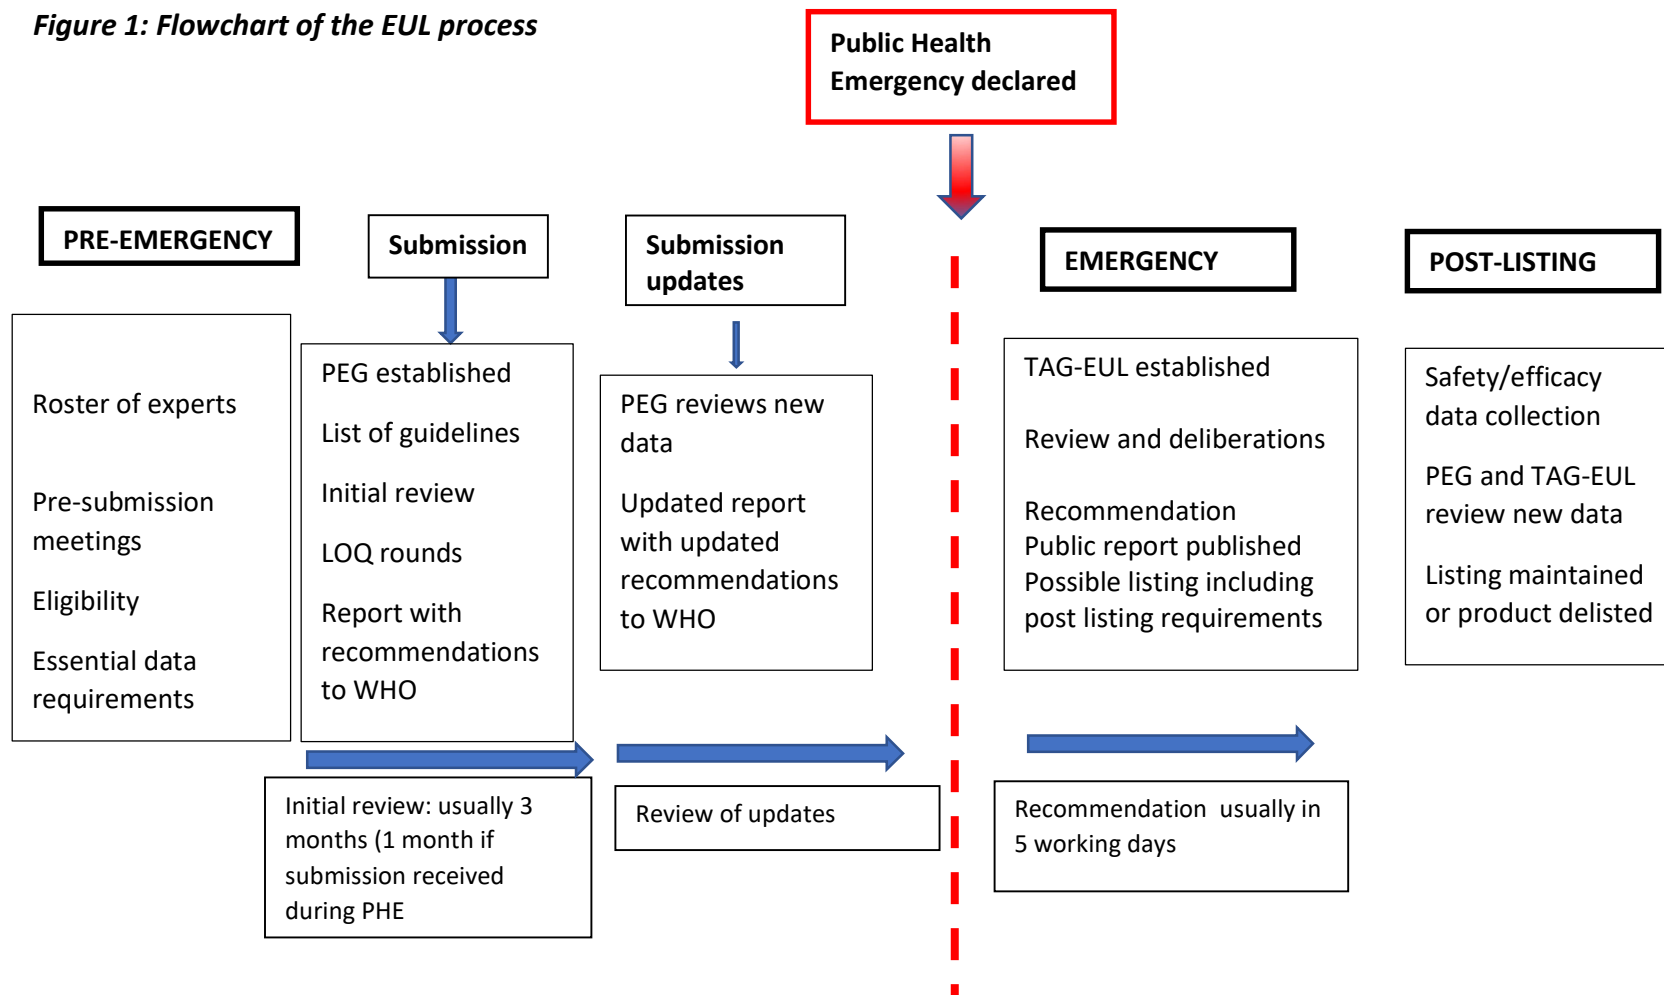 Figure 1: Flowchart of the EUL process
Public Health
Emergency declared
PRE-EMERGENCY
Roster of experts
Pre-submission
meetings
Eligibility
Essential data
requirements
Submission
PEG established
List of guidelines
Initial review
LOQ rounds
Report with
recommendations
to WHO
Initial review: usually 3
months (1 month if
submission received
during PHE
Submission
updates
PEG reviews new
data
Updated report
with updated
recommendations
to WHO
Review of updates
EMERGENCY
TAG-EUL established
Review and deliberations
Recommendation
Public report published
Possible listing including
post listing requirements
Recommendation  usually in
5 working days
POST-LISTING
Safety/efficacy
data collection
PEG and TAG-EUL
review new data
Listing maintained
or product delisted